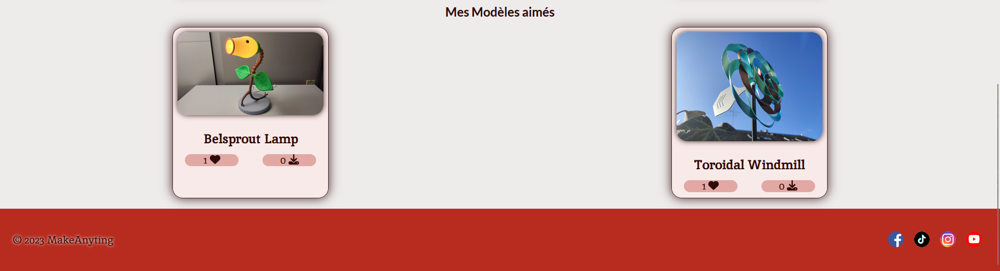 Mes Modèles aimés
Belsprout Lamp
1
0
Toroidal Windmill
1
0
© 2023 MakeAnyting